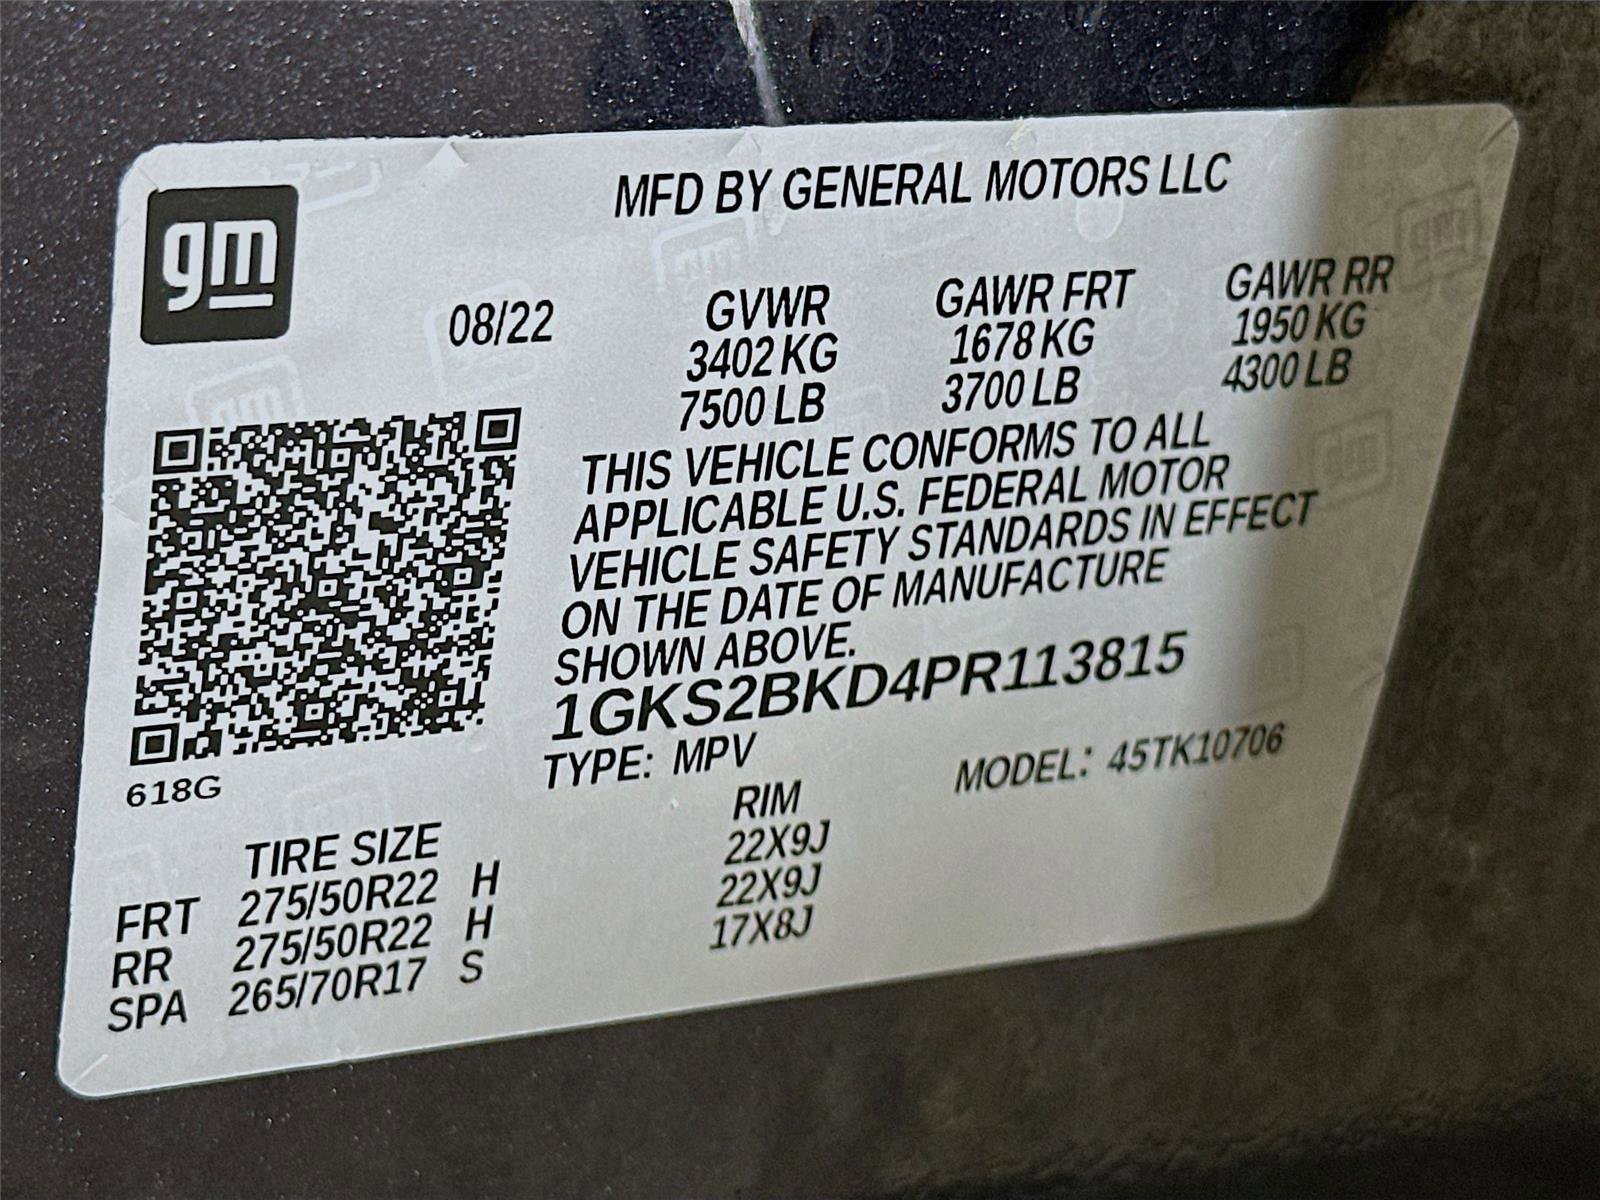 gm
MFD BY GENERAL MOTORS LLC
08/22 GVWR GAWR FRT GAWR RR
3402 KG 1678 KG 1950 KG
7500 LB 3700 LB 4300 LB
THIS VEHICLE CONFORMS TO ALL
APPLICABLE U.S. FEDERAL MOTOR
VEHICLE SAFETY STANDARDS IN EFFECT
ON THE DATE OF MANUFACTURE
SHOWN ABOVE.
1GKS2BKD4PR113815
TYPE: MPV MODEL: 45TK10706
618G
TIRE SIZE RIM
FRT 275/50R22 H 22X9J
RR 275/50R22 H 22X9J
SPA 265/70R17 S 17X8J